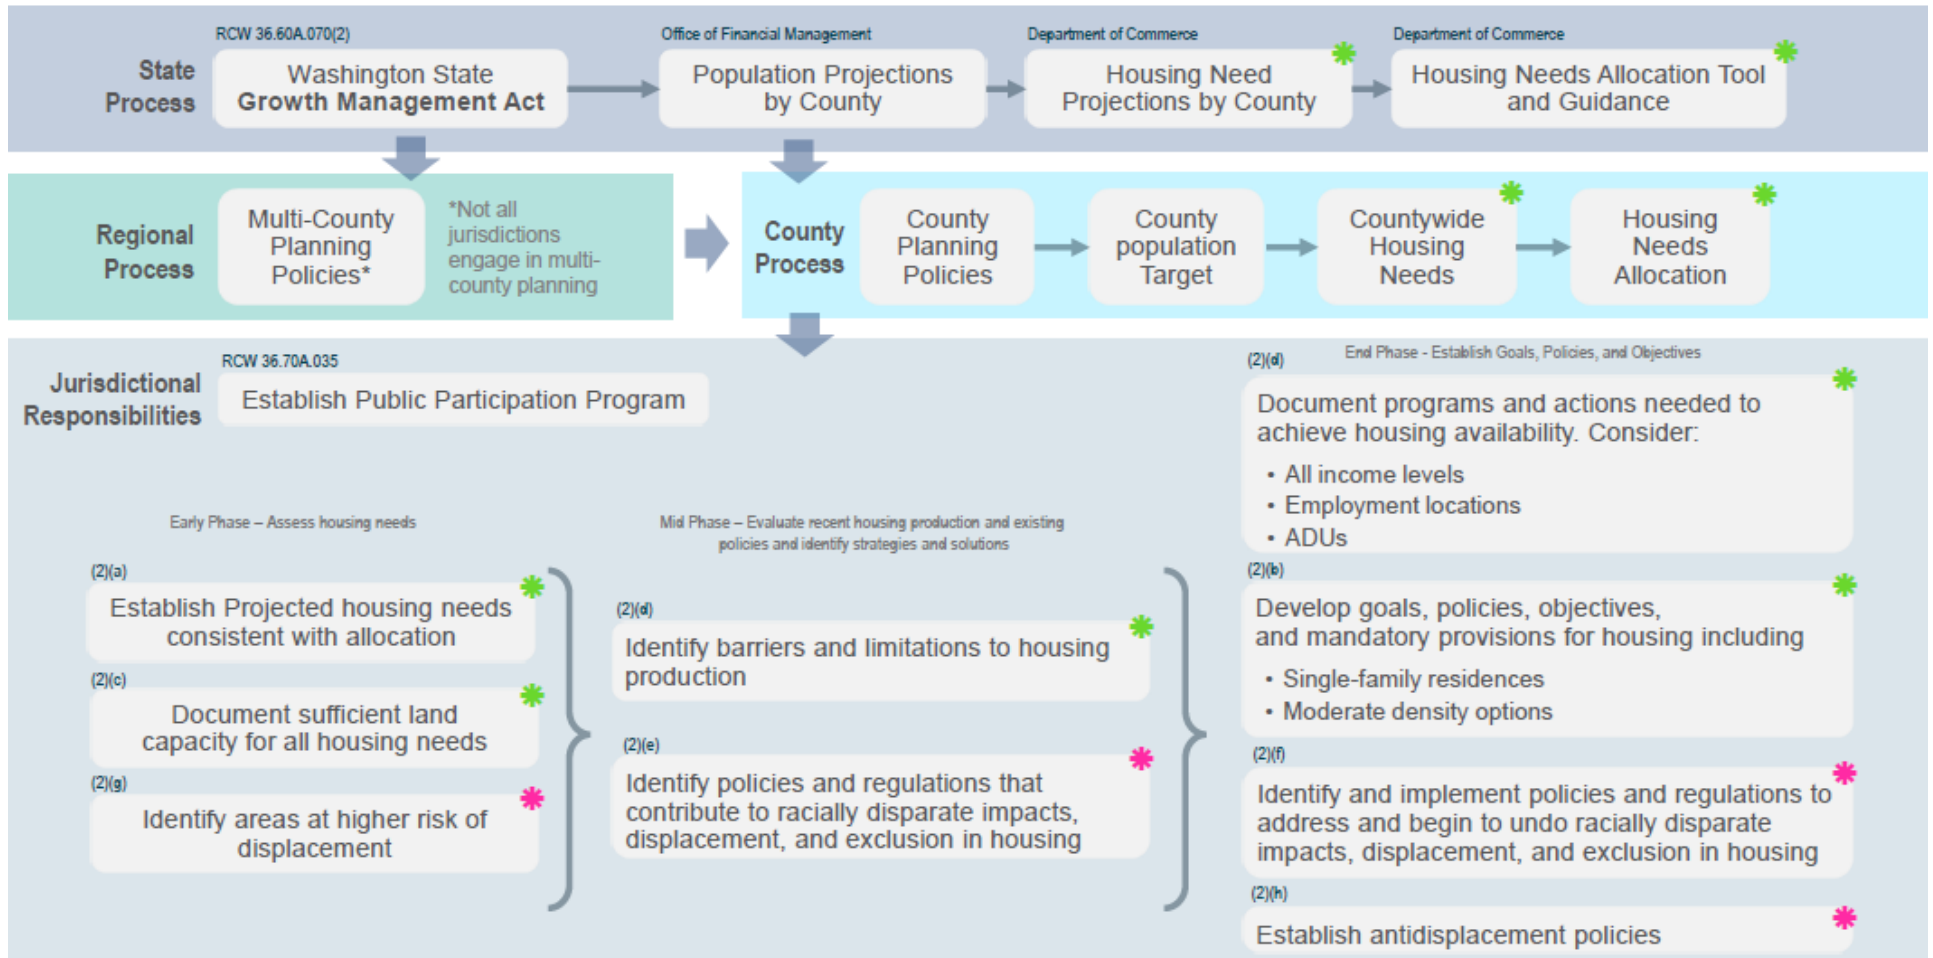 RCW 36.60A.070(2)
Office of Financial Management
Department of Commerce
Department of Commerce
State
Process
Washington State
Growth Management Act
Population Projections
by County
Housing Need
Projections by County
Housing Needs Allocation Tool
and Guidance
Regional
Process
Multi-County
Planning
Policies*
*Not all
jurisdictions
engage in multi-
county planning
County
Process
County
Planning
Policies
County
population
Target
Countywide
Housing
Needs
Housing
Needs
Allocation
Jurisdictional
Responsibilities
RCW 36.70A.035
Establish Public Participation Program
Early Phase – Assess housing needs
(2)(a)
Establish Projected housing needs
consistent with allocation
(2)(c)
Document sufficient land
capacity for all housing needs
(2)(g)
Identify areas at higher risk of
displacement
Mid Phase – Evaluate recent housing production and existing
policies and identify strategies and solutions
(2)(d)
Identify barriers and limitations to housing
production
(2)(e)
Identify policies and regulations that
contribute to racially disparate impacts,
displacement, and exclusion in housing
End Phase - Establish Goals, Policies, and Objectives
(2)(d)
Document programs and actions needed to
achieve housing availability. Consider:
• All income levels
• Employment locations
• ADUs
(2)(b)
Develop goals, policies, objectives,
and mandatory provisions for housing including
• Single-family residences
• Moderate density options
(2)(f)
Identify and implement policies and regulations to
address and begin to undo racially disparate
impacts, displacement, and exclusion in housing
(2)(h)
Establish antidisplacement policies